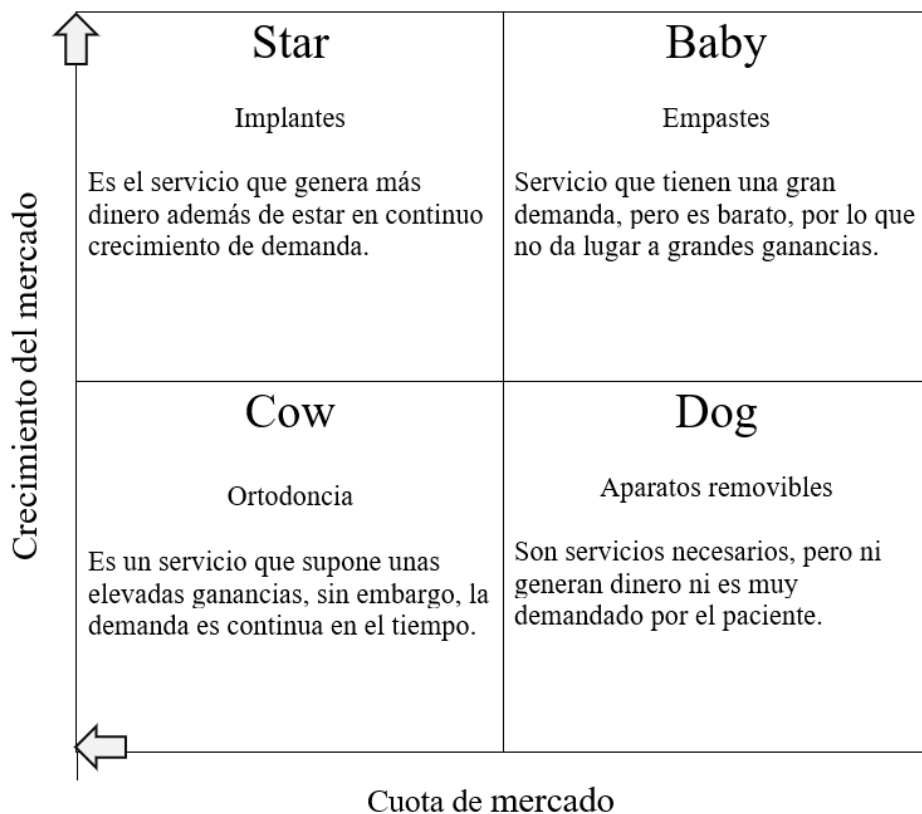 Crecimiento del mercado
Star
Implantes
Es el servicio que genera más
dinero además de estar en continuo
crecimiento de demanda.
Baby
Empastes
Servicio que tienen una gran
demanda, pero es barato, por lo que
no da lugar a grandes ganancias.
Cow
Ortodoncia
Es un servicio que supone unas
elevadas ganancias, sin embargo, la
demanda es continua en el tiempo.
Dog
Aparatos removibles
Son servicios necesarios, pero ni
generan dinero ni es muy
demandado por el paciente.
Cuota de mercado